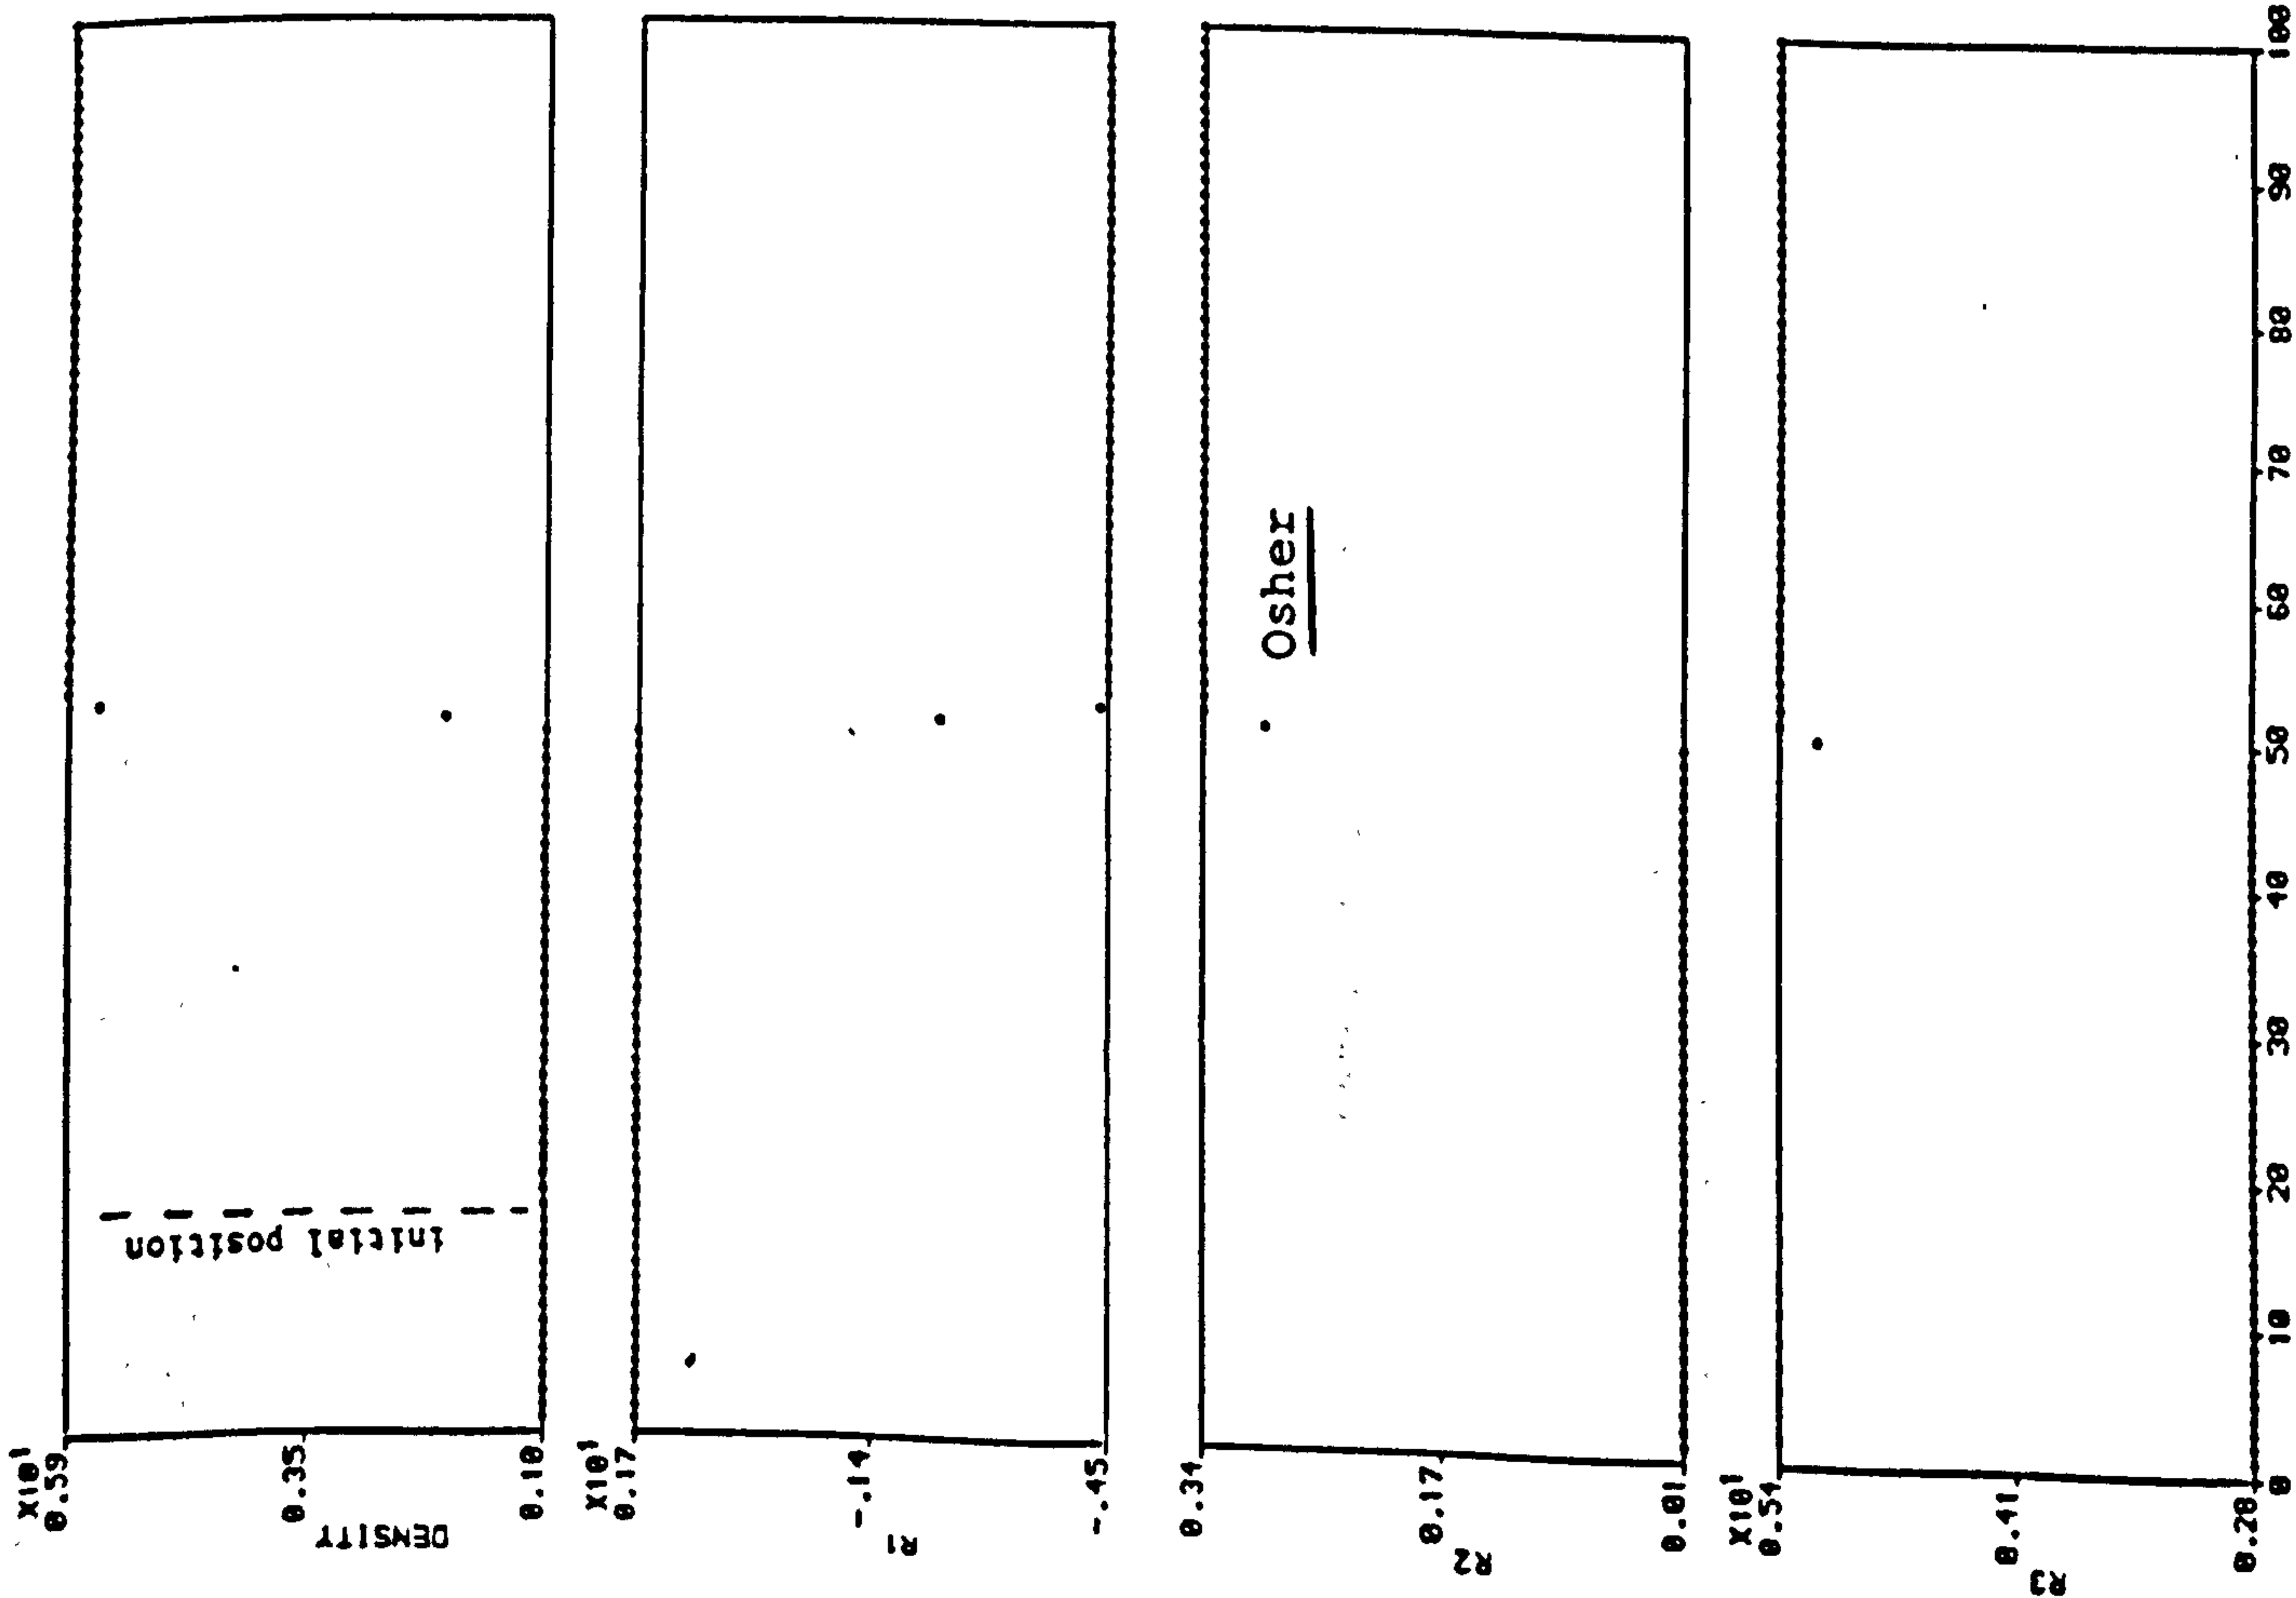 X10¹
0.59
0.35
0.10
DENSITY
initial position
X10¹
0.17
-.14
-.45
R1
0.34
0.17
0.01
R2
Osher
X10¹
0.54
0.41
0.28
R3
0 10 20 30 40 50 60 70 80 90 100